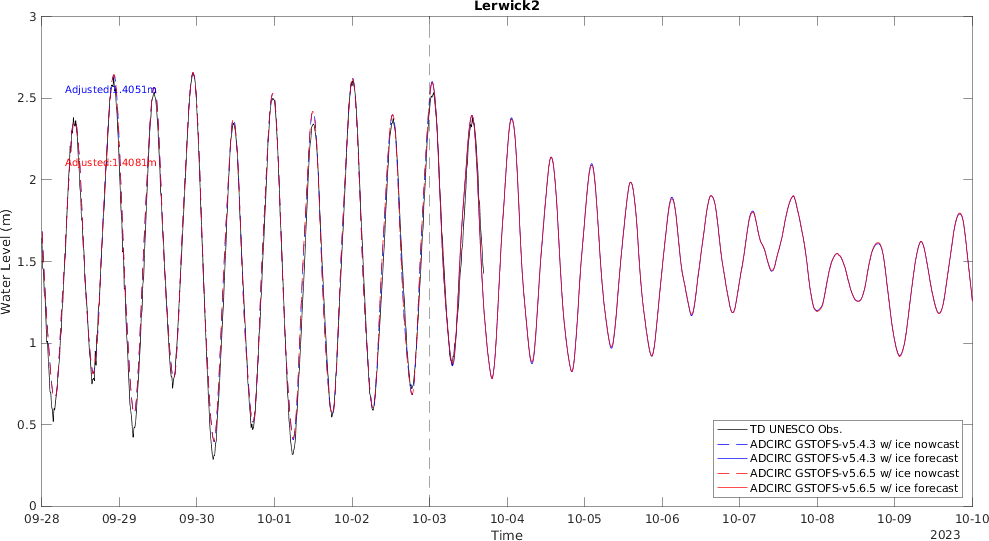 Lerwick2
3
2.5
2
1.5
1
0.5
0
Water Level (m)
Adjusted:1.4051m
Adjusted:1.4081m
TD UNESCO Obs.
ADCIRC GSTOFS-v5.4.3 w/ ice nowcast
ADCIRC GSTOFS-v5.4.3 w/ ice forecast
ADCIRC GSTOFS-v5.6.5 w/ ice nowcast
ADCIRC GSTOFS-v5.6.5 w/ ice forecast
09-28 09-29 09-30 10-01 10-02 10-03 10-04 10-05 10-06 10-07 10-08 10-09 10-10
Time
2023